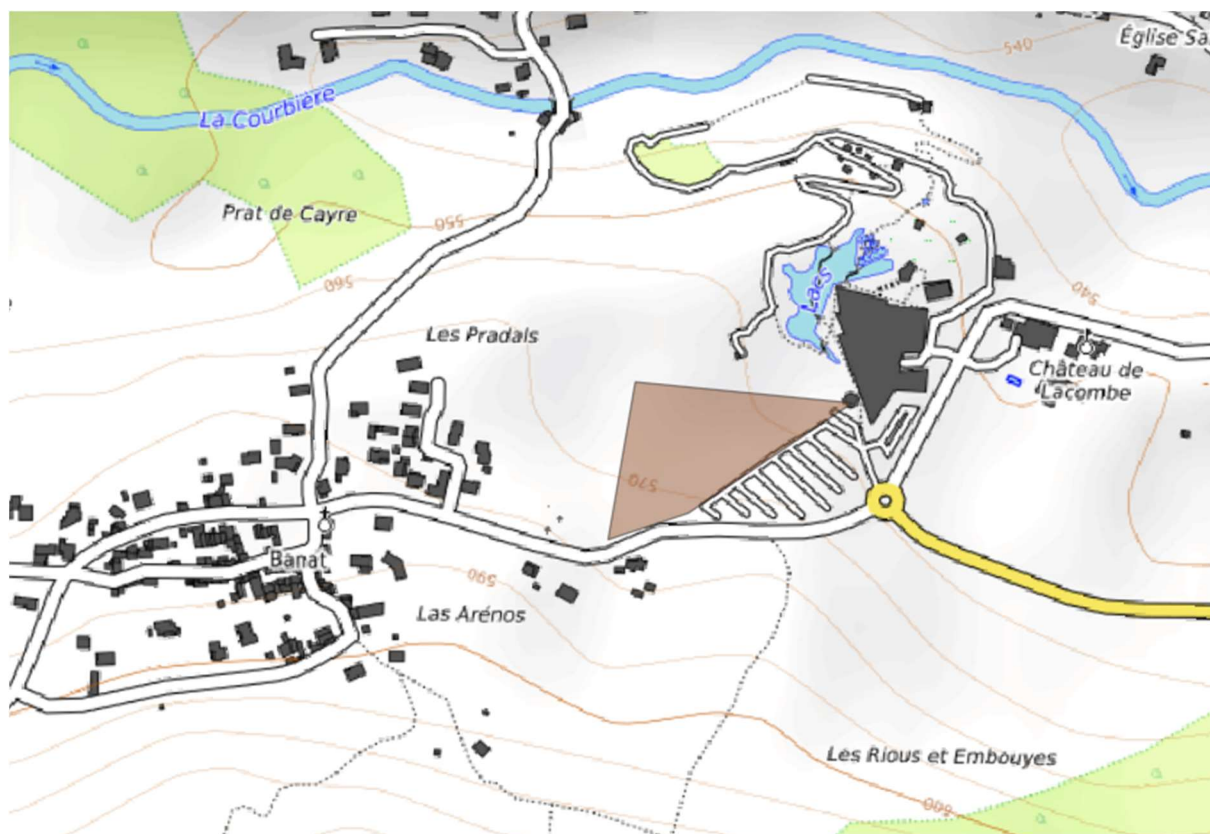 540
Église Sa
La Courbière
Prat de Cayre
550
560
540
Lacs
Les Pradals
Château de
Lacombe
570
Banat
590
Las Arénos
Les Rious et Embouyes
600